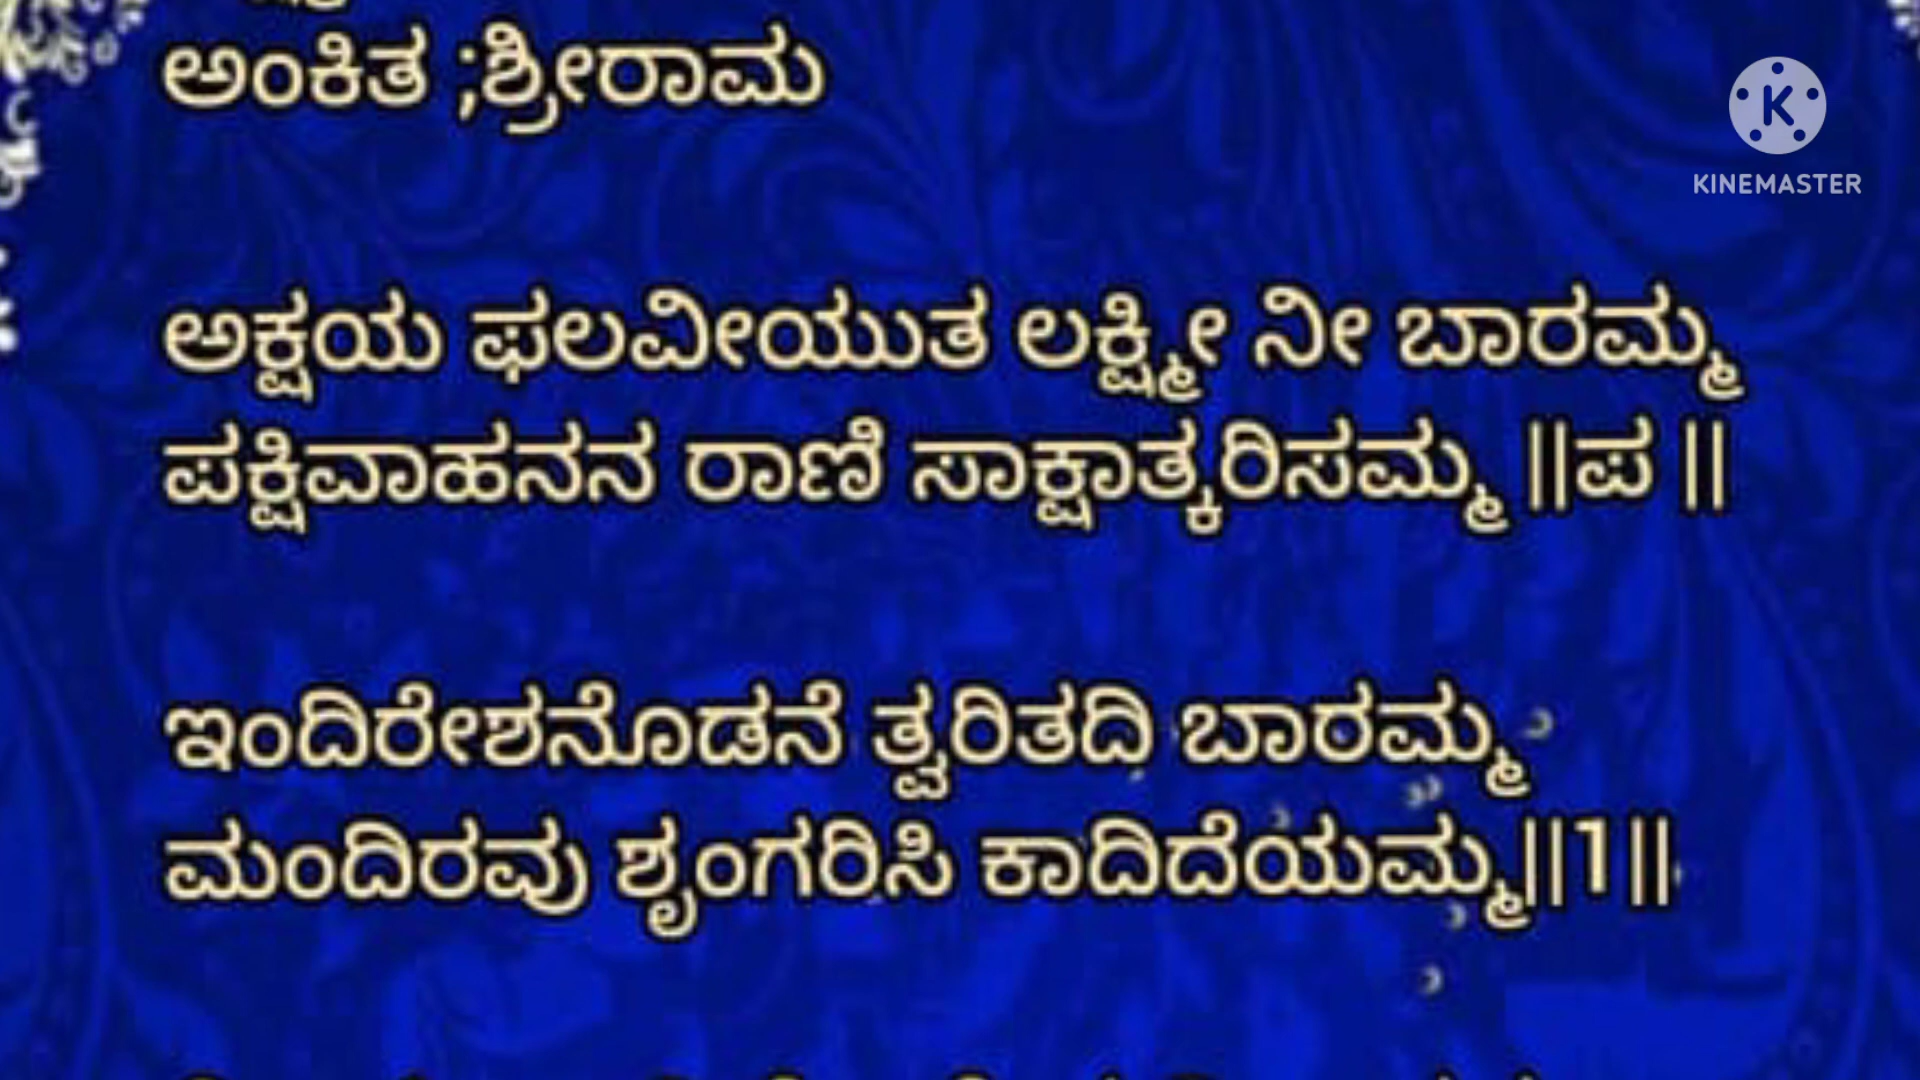 ಅಂಕಿತ ;ಶ್ರೀರಾಮ
KINEMASTER
ಅಕ್ಷಯ ಫಲವೀಯುತ ಲಕ್ಷ್ಮೀ ನೀ ಬಾರಮ್ಮ
ಪಕ್ಷಿವಾಹನನ ರಾಣಿ ಸಾಕ್ಷಾತ್ಕರಿಸಮ್ಮ ||ಪ ||
ಇಂದಿರೇಶನೊಡನೆ ತ್ವರಿತದಿ ಬಾರಮ್ಮ
ಮಂದಿರವು ಶೃಂಗರಿಸಿ ಕಾದಿದೆಯಮ್ಮ||1||